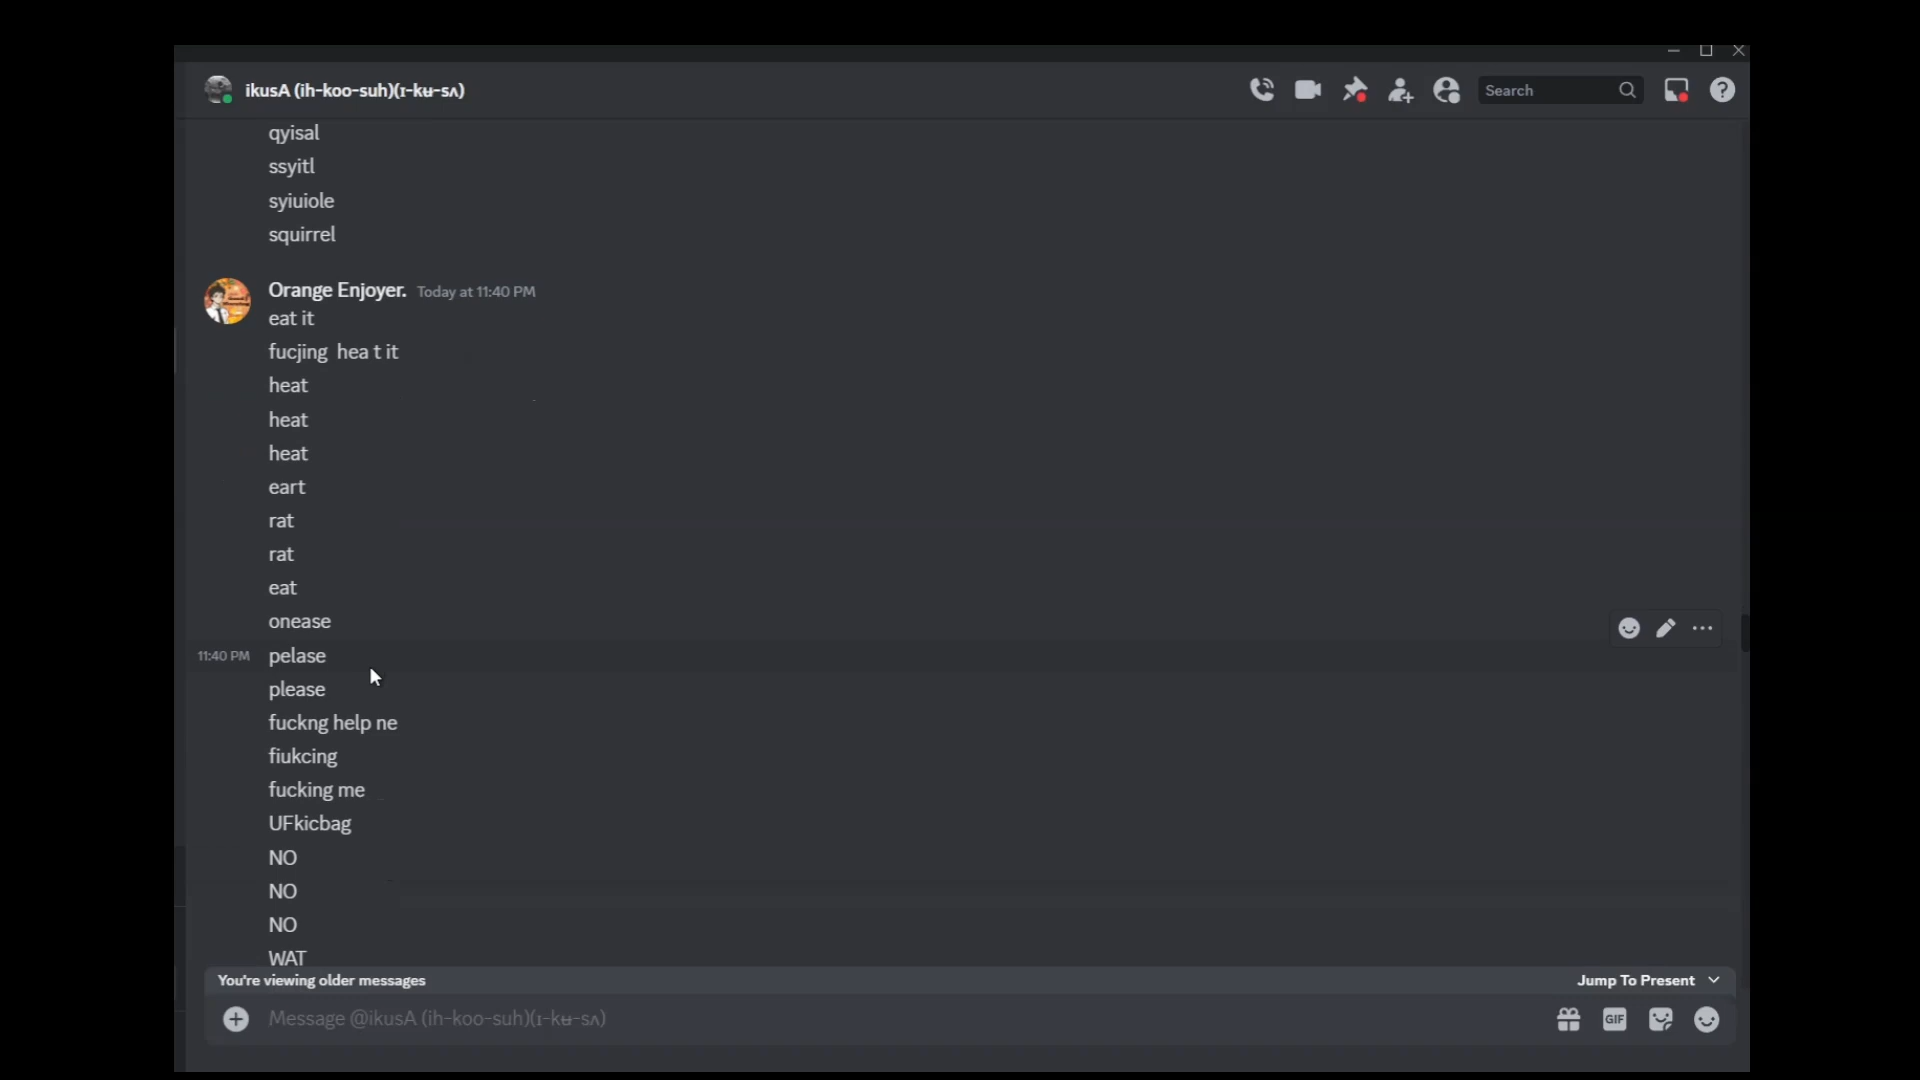 ikusA (ih-koo-suh)(ɪ-kʉ-sʌ)
Search
qyisal
ssyitl
syiuiole
squirrel
Orange Enjoyer. Today at 11:40 PM
eat it
fucjing hea t it
heat
heat
heat
eart
rat
rat
eat
onease
11:40 PM pelase
please
fuckng help ne
fiukcing
fucking me
UFkicbag
NO
NO
NO
WAT
You're viewing older messages Jump To Present
Message @ikusA (ih-koo-suh)(ɪ-kʉ-sʌ)
GIF